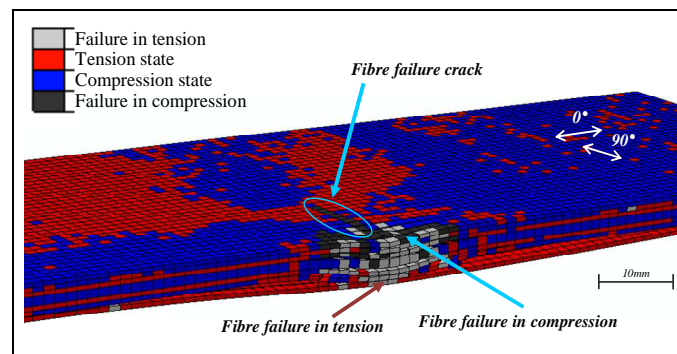 Failure in tension
Tension state
Compression state
Failure in compression
Fibre failure crack
0°
90°
10mm
Fibre failure in tension
Fibre failure in compression